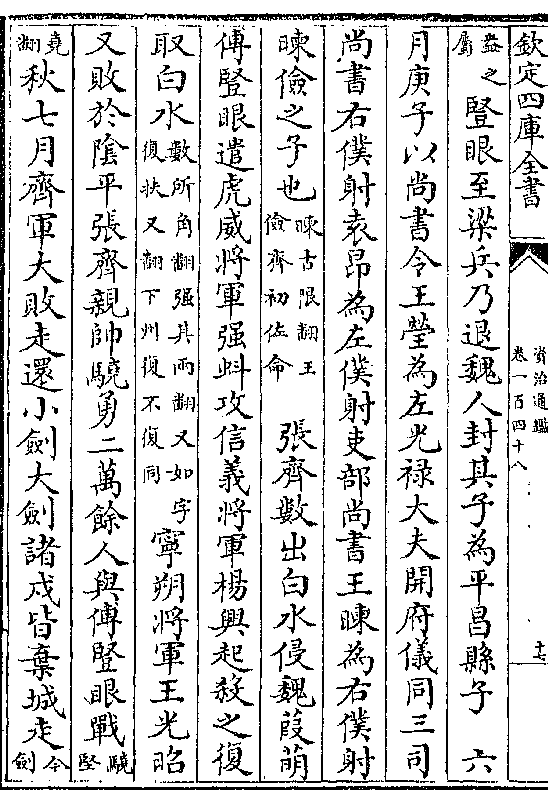 欽定四庫全書
資治通鑑
卷一百四十八
十七
蠡之
屬
豎眼至梁兵乃退魏人封其子為平昌縣子　六
月庚子以尚書令王瑩為左光禄大夫開府儀同三司
尚書右僕射袁昂為左僕射吏部尚書王暕為右僕射
暕儉之子也
暕古限翻王
儉齊初佐命
張齊數出白水侵魏葭萌
傅豎眼遣虎威將軍强虯攻信義將軍楊興起殺之復
取白水
數所角翻强其兩翻又如字
復扶又翻下州復不復同
寧朔將軍王光昭
又敗於陰平張齊親帥驍勇二萬餘人與傅豎眼戰
驍
堅
堯
翻
秋七月齊軍大敗走還小劍大劍諸戍皆棄城走
今
劍